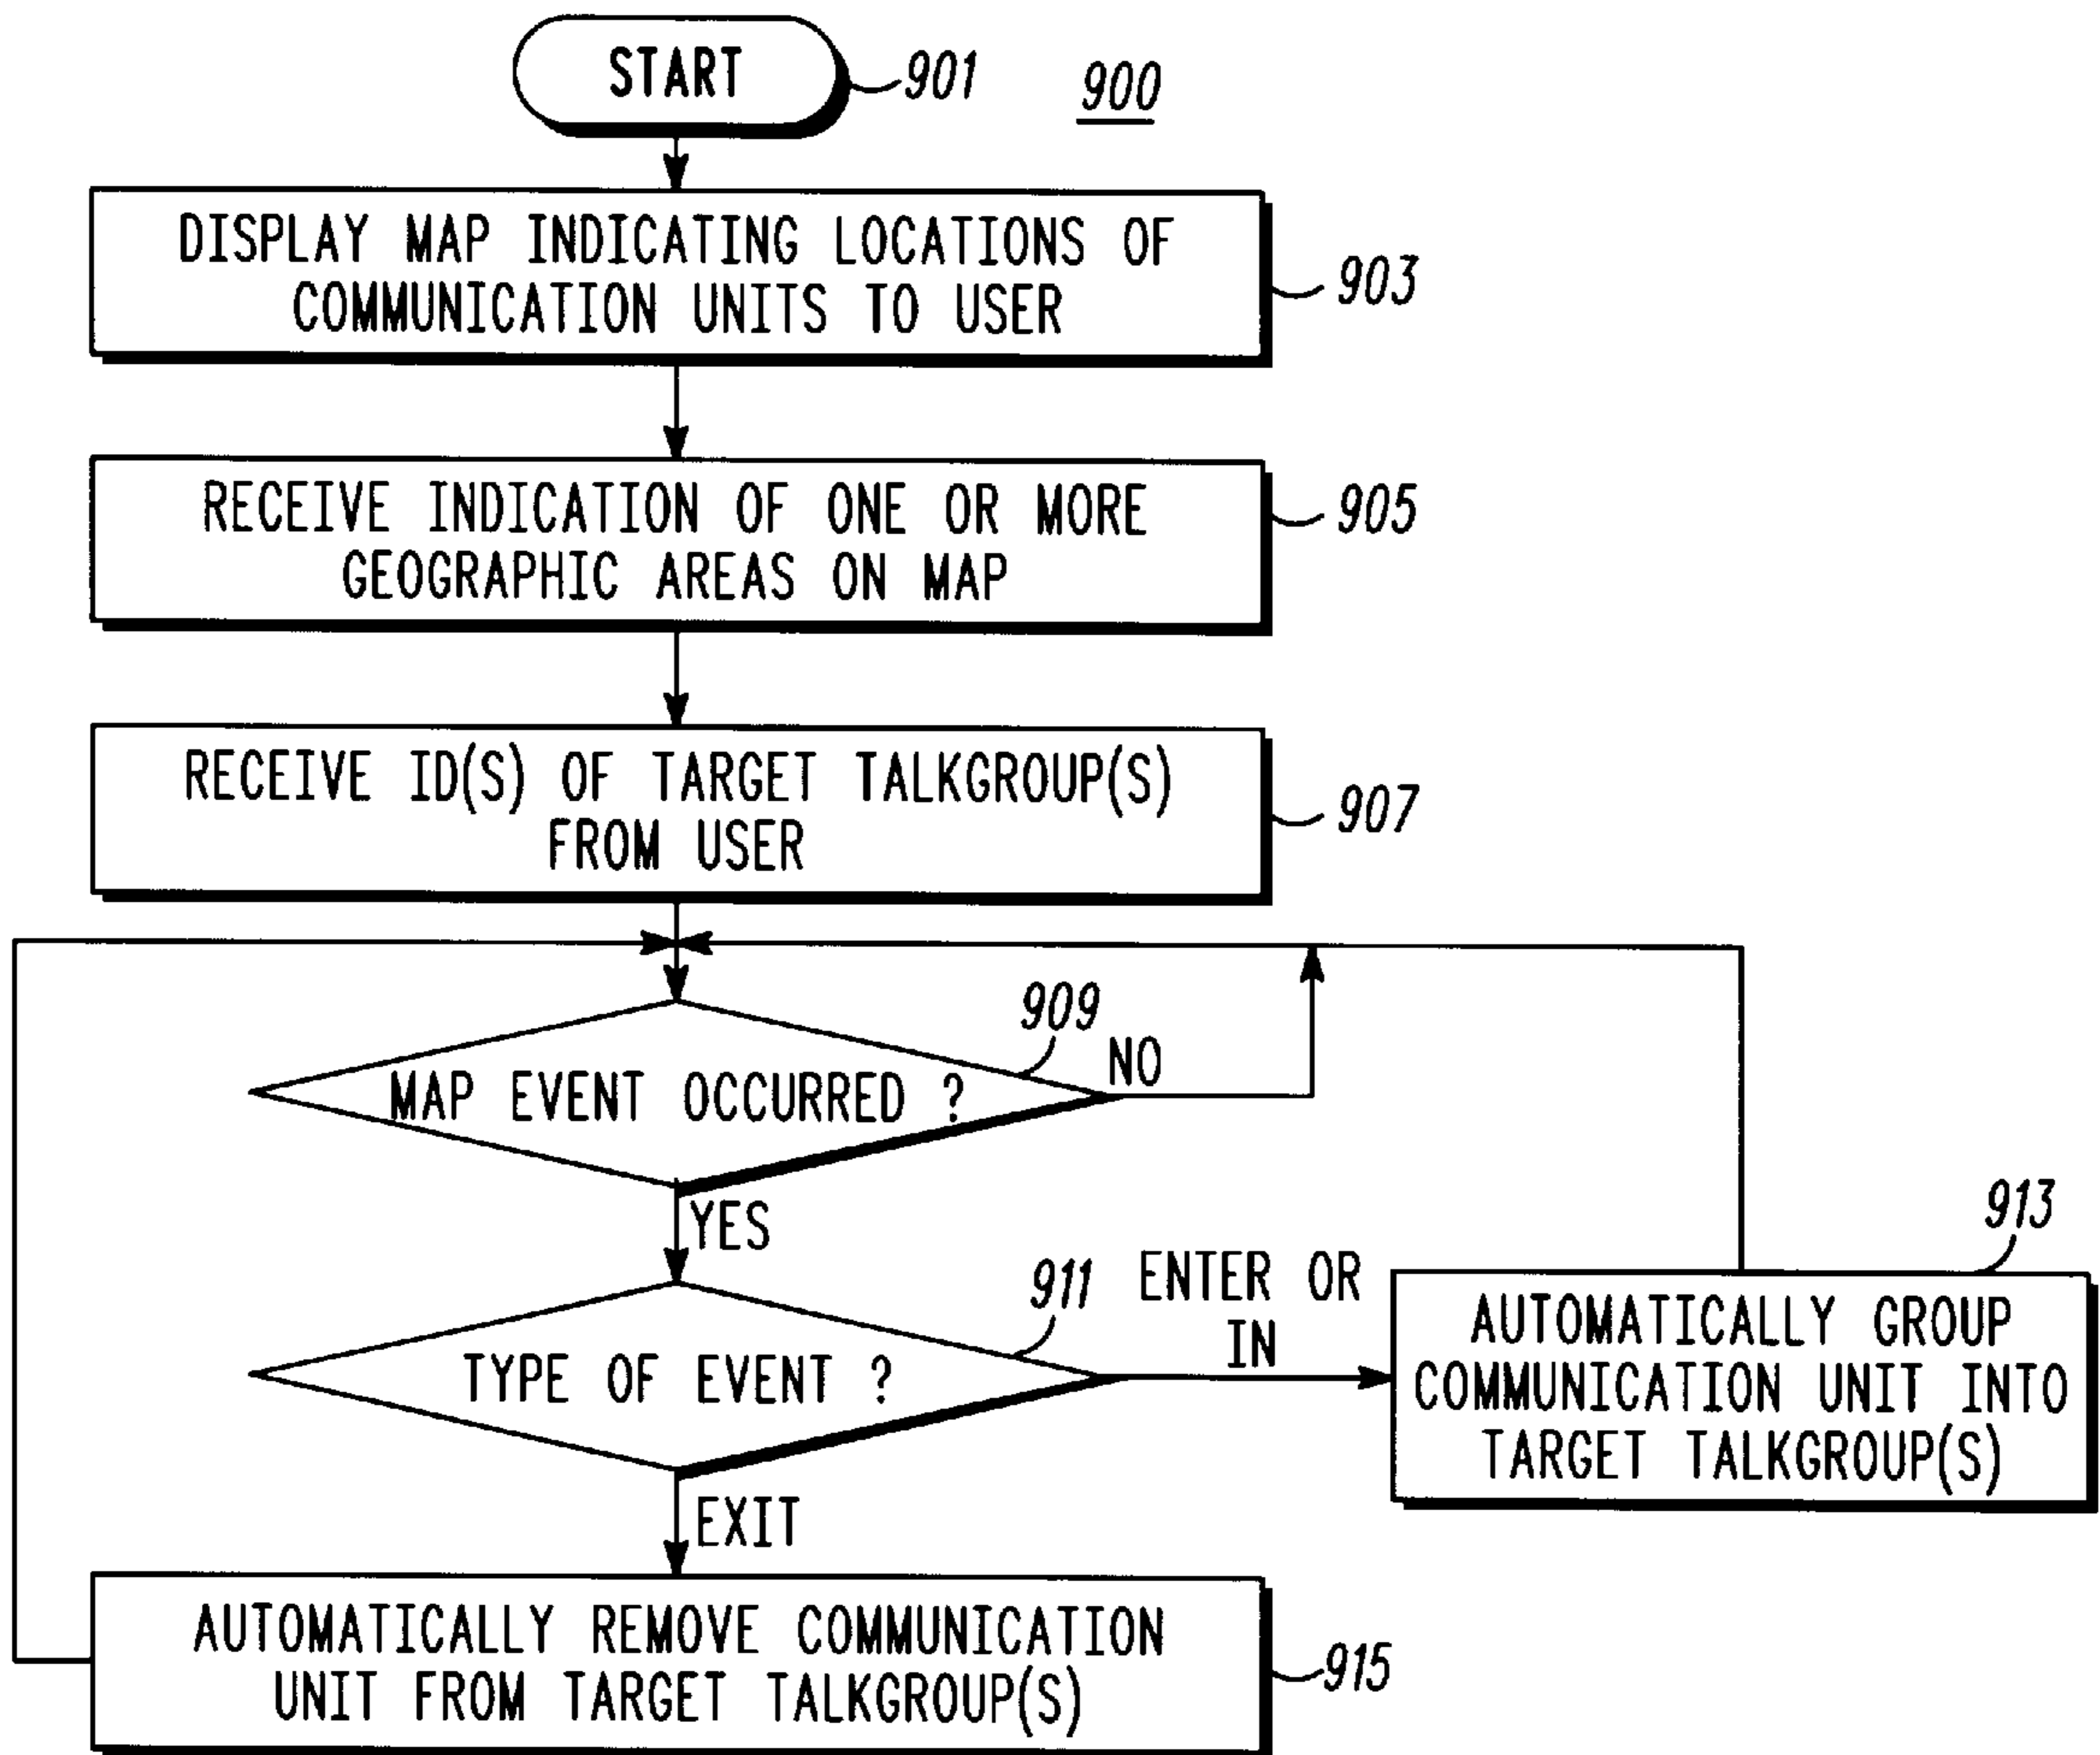 START
901
900
DISPLAY MAP INDICATING LOCATIONS OF
COMMUNICATION UNITS TO USER
903
RECEIVE INDICATION OF ONE OR MORE
GEOGRAPHIC AREAS ON MAP
905
RECEIVE ID(S) OF TARGET TALKGROUP(S)
FROM USER
907
909
MAP EVENT OCCURRED ?
NO
YES
911
TYPE OF EVENT ?
ENTER OR
IN
913
AUTOMATICALLY GROUP
COMMUNICATION UNIT INTO
TARGET TALKGROUP(S)
EXIT
AUTOMATICALLY REMOVE COMMUNICATION
UNIT FROM TARGET TALKGROUP(S)
915